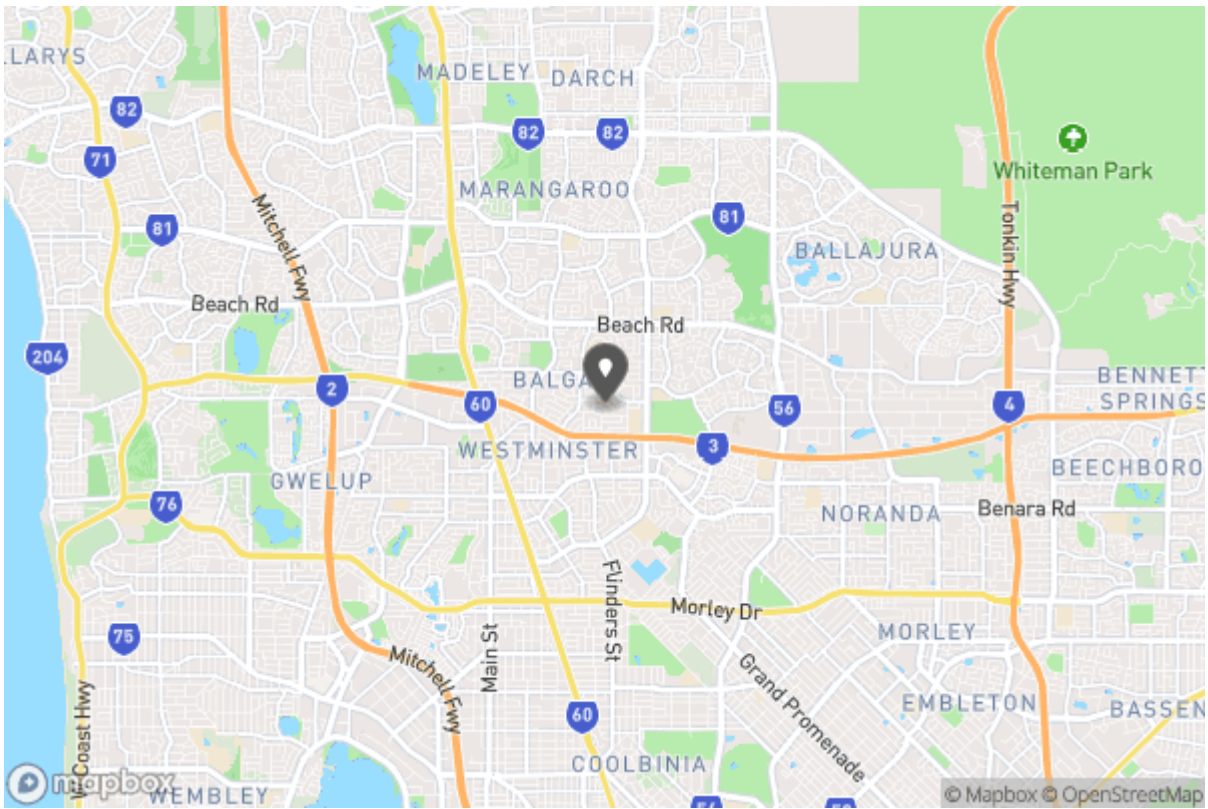 LLARYS
MADELEY
DARCH
82
82
82
71
Whiteman Park
MARANGAROO
81
81
Mitchell Fwy
Tonkin Hwy
BALLAJURA
Beach Rd
Beach Rd
204
2
BALGA
60
56
4
BENNETT
SPRINGS
WESTMINSTER
3
BEECHBORO
GWELUP
76
NORANDA
Benara Rd
Flinders St
Morley Dr
75
Main St
MORLEY
Mitchell Fwy
Grand Promenade
EMBLETON
BASSEN
W Coast Hwy
60
COOLBINIA
mapbox
WEMBLEY
56
58
© Mapbox © OpenStreetMap